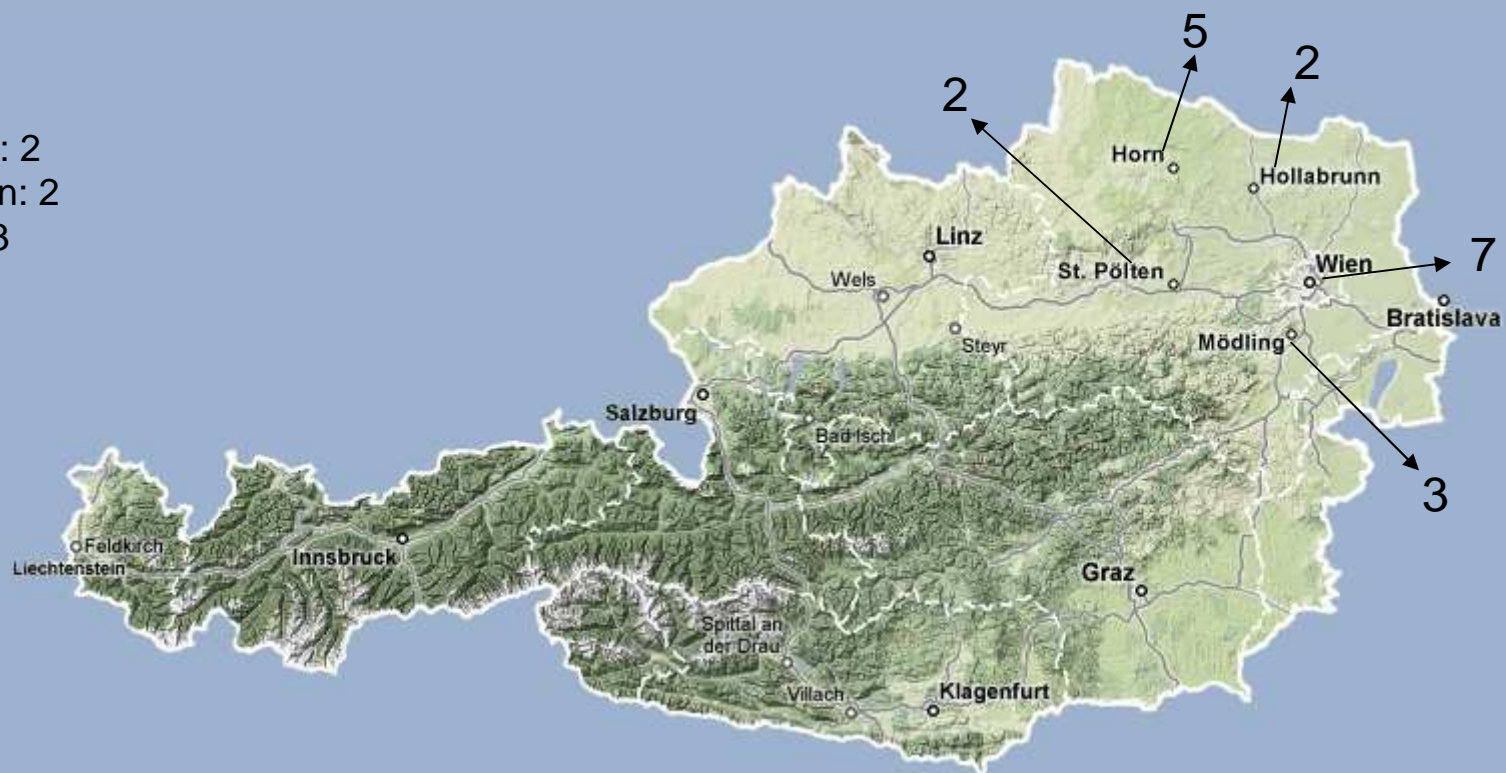 5
2
2
: 2
n: 2
3
Horn
Hollabrunn
Linz
Wien
7
St. Pölten
Wels
Bratislava
Mödling
Steyr
Salzburg
Bad Ischl
3
Feldkirch
Innsbruck
Liechtenstein
Graz
Spittal an
der Drau
Villach
Klagenfurt